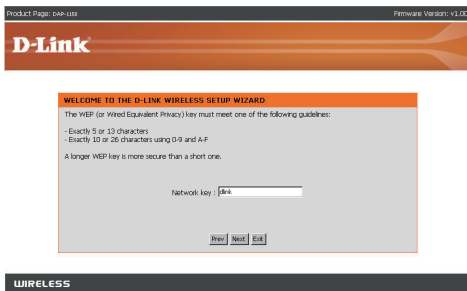 Product Page: DAP-1150
Firmware Version: v1.00
D-Link
WELCOME TO THE D-LINK WIRELESS SETUP WIZARD
The WEP (or Wired Equivalent Privacy) key must meet one of the following guidelines:
- Exactly 5 or 13 characters
- Exactly 10 or 26 characters using 0-9 and A-F
A longer WEP key is more secure than a short one.
Network key : dlink
Prev Next Exit
WIRELESS